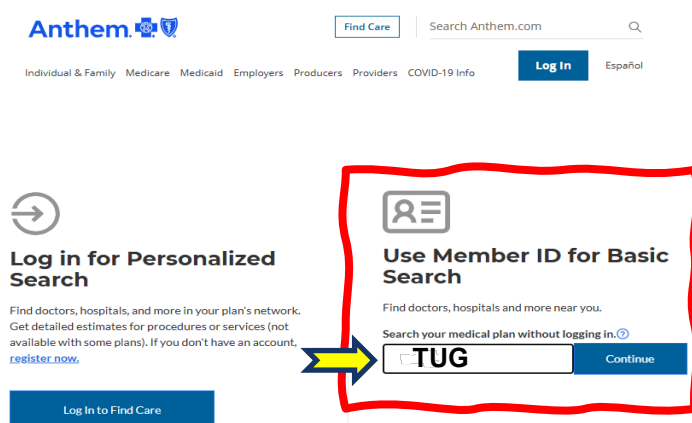 Anthem.
Find Care
Search Anthem.com
Individual & Family Medicare Medicaid Employers Producers Providers COVID-19 Info
Log In
Español
Log in for Personalized
Search
Find doctors, hospitals, and more in your plan's network.
Get detailed estimates for procedures or services (not
available with some plans). If you don't have an account,
register now.
Log In to Find Care
Use Member ID for Basic
Search
Find doctors, hospitals and more near you.
Search your medical plan without logging in.
TUG
Continue